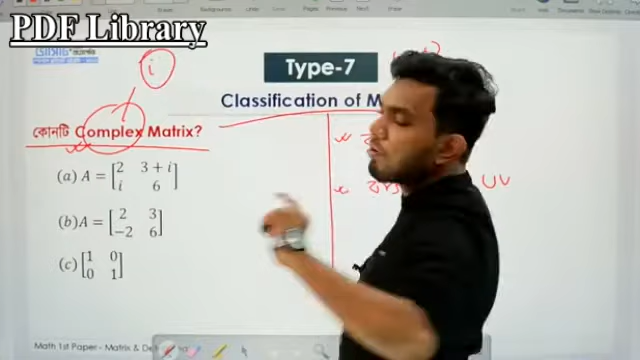 PDF Library
i
Type-7
Classification of M
কোনটি Complex Matrix?
(a) A = [2 3 + i
i 6]
(b)A = [2 3
−2 6]
(c) [1 0
0 1]
UV
Math 1st Paper - Matrix & De